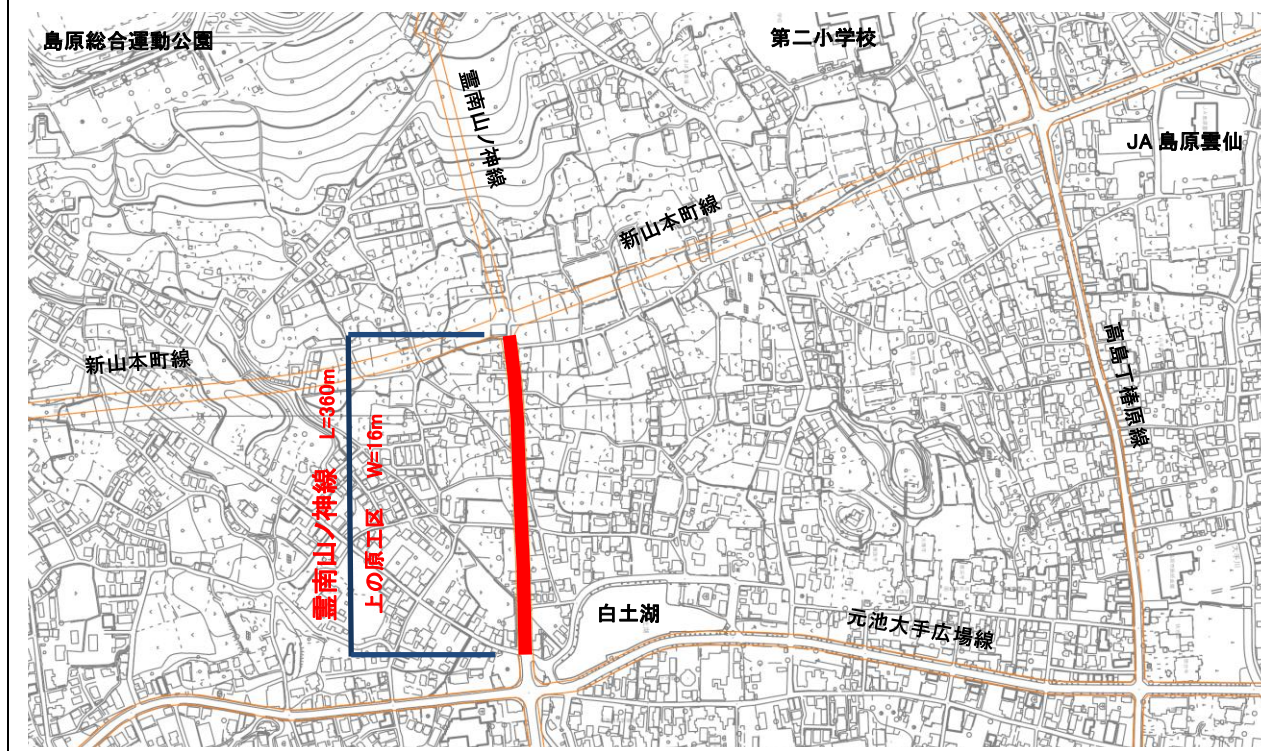 島原総合運動公園
第二小学校
霊南山ノ神線
JA 島原雲仙
新山本町線
新山本町線
高島丁椿原線
霊南山ノ神線 L=360m
上の原工区 W=16m
白土湖
元池大手広場線